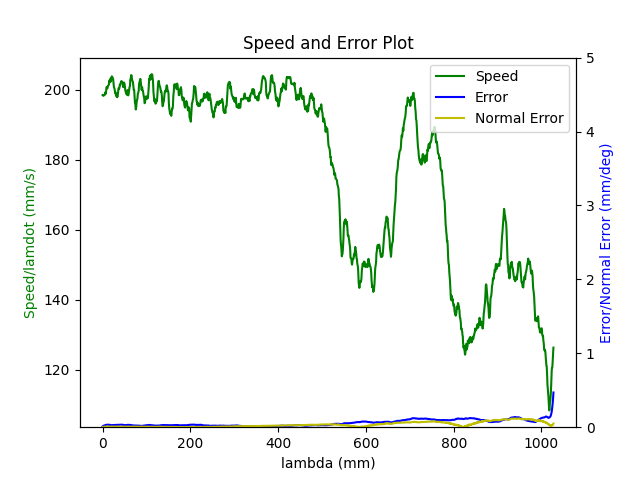 Speed and Error Plot
Speed
Error
Normal Error
200
180
160
140
120
Speed/lamdot (mm/s)
5
4
3
2
1
0
Error/Normal Error (mm/deg)
0 200 400 600 800 1000
lambda (mm)